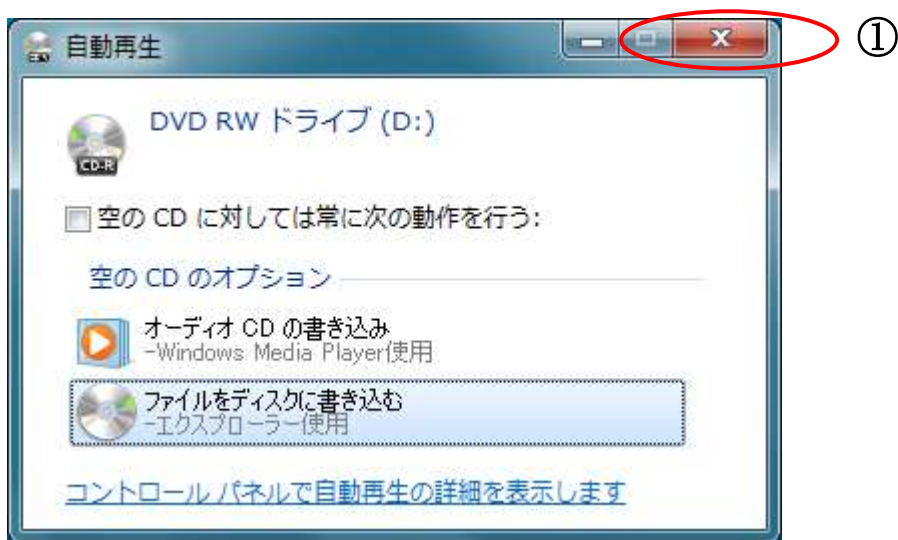 自動再生
①
DVD RW ドライブ (D:)
CD-R
空の CD に対しては常に次の動作を行う:
空の CD のオプション
オーディオ CD の書き込み
-Windows Media Player使用
ファイルをディスクに書き込む
-エクスプローラー使用
コントロール パネルで自動再生の詳細を表示します